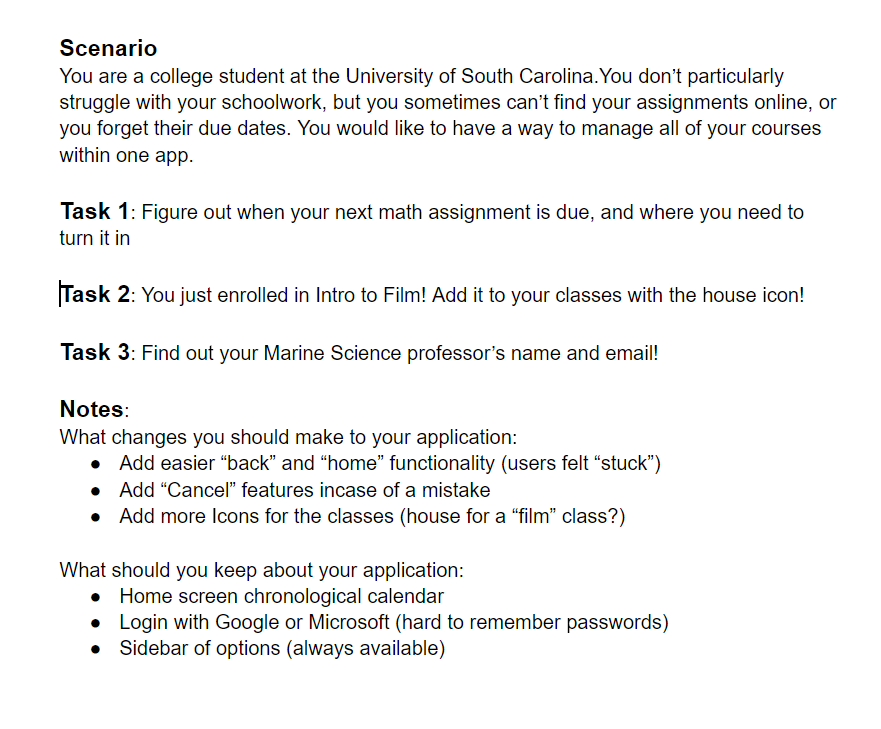 Scenario
You are a college student at the University of South Carolina.You don’t particularly
struggle with your schoolwork, but you sometimes can’t find your assignments online, or
you forget their due dates. You would like to have a way to manage all of your courses
within one app.
Task 1: Figure out when your next math assignment is due, and where you need to
turn it in
Task 2: You just enrolled in Intro to Film! Add it to your classes with the house icon!
Task 3: Find out your Marine Science professor’s name and email!
Notes:
What changes you should make to your application:
● Add easier “back” and “home” functionality (users felt “stuck”)
● Add “Cancel” features incase of a mistake
● Add more Icons for the classes (house for a “film” class?)
What should you keep about your application:
● Home screen chronological calendar
● Login with Google or Microsoft (hard to remember passwords)
● Sidebar of options (always available)